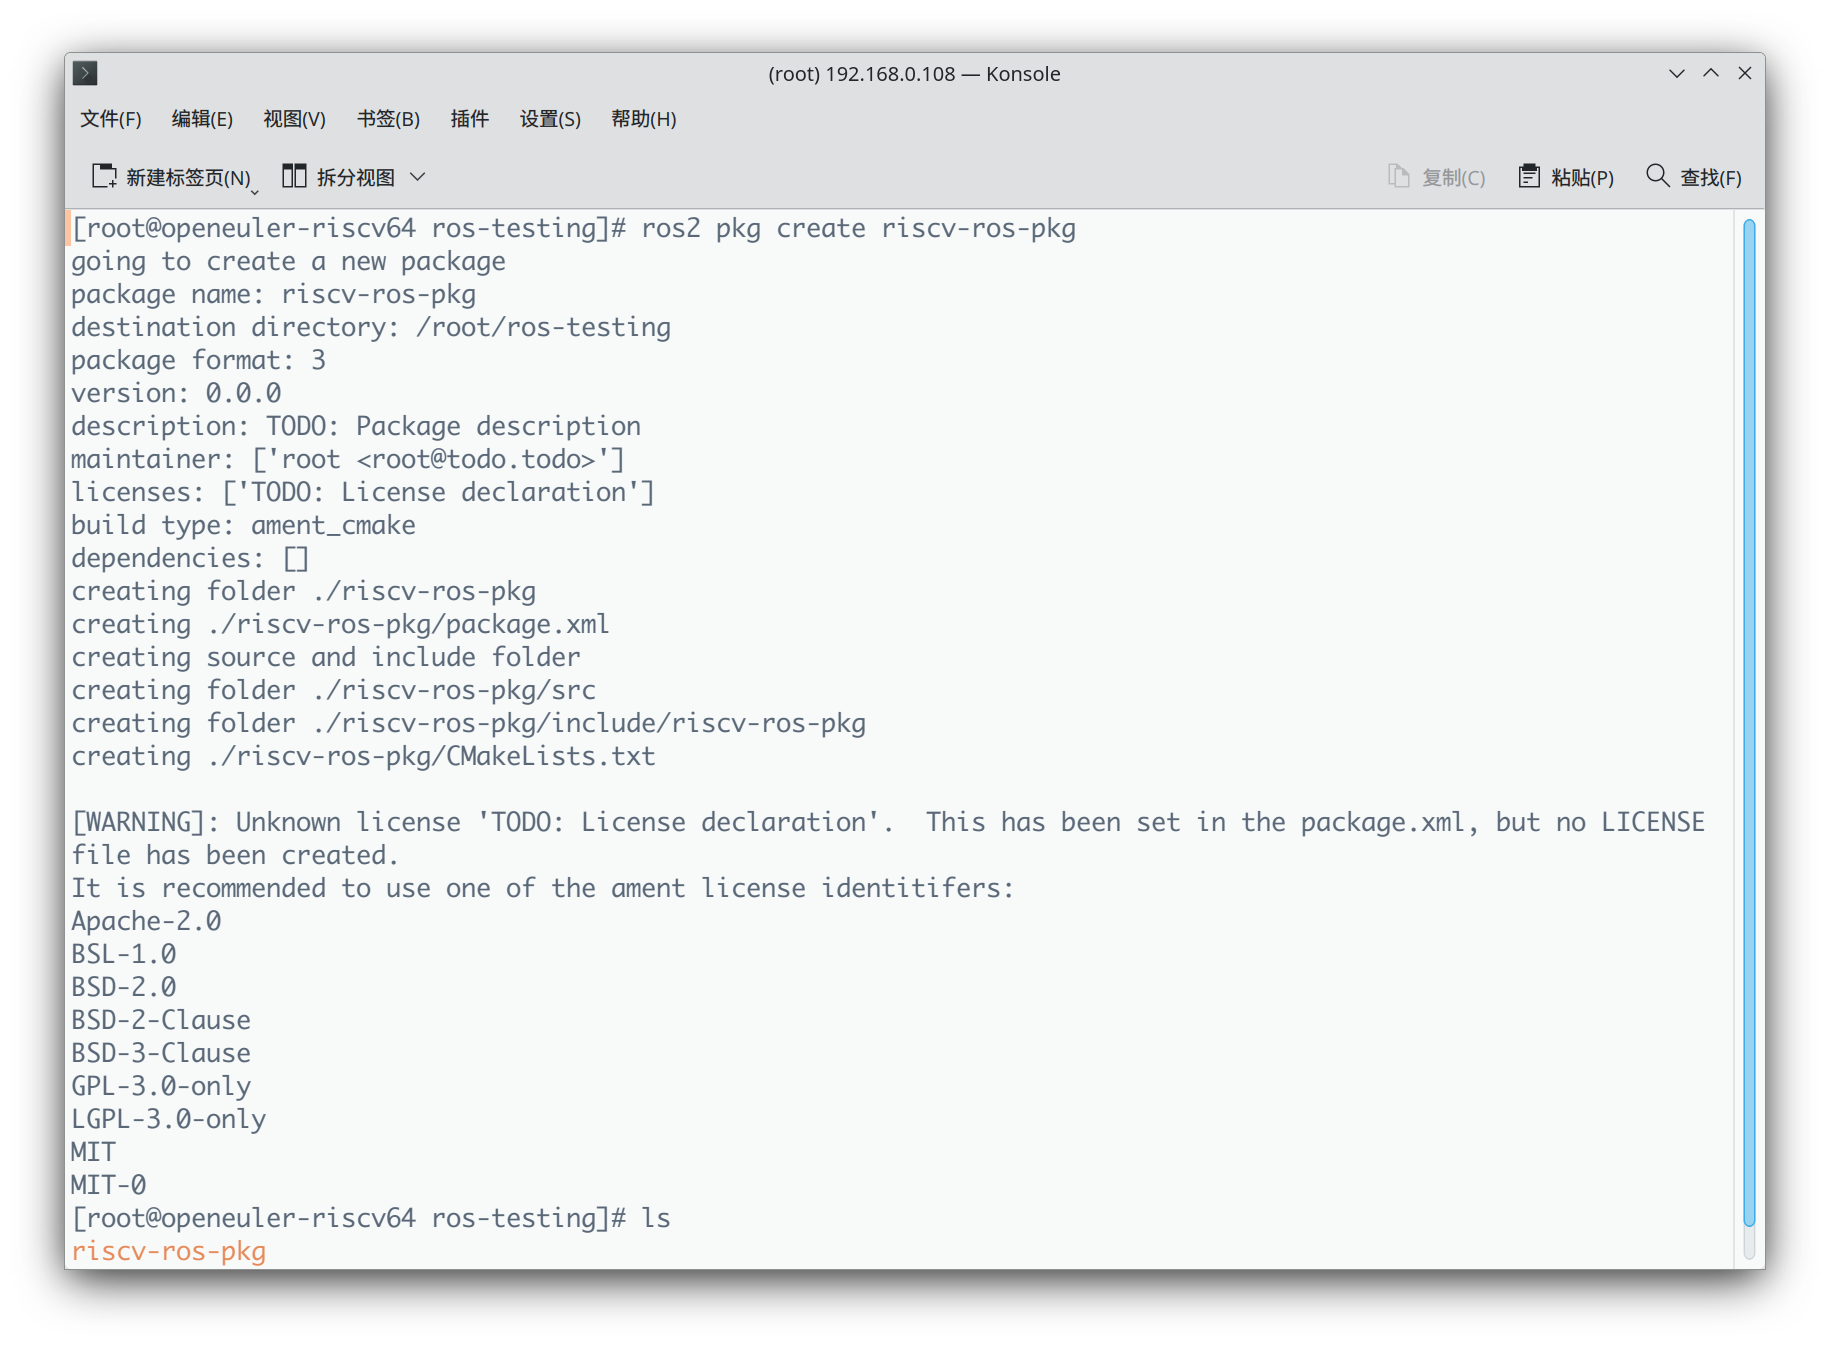 (root) 192.168.0.108 — Konsole
文件(F) 编辑(E) 视图(V) 书签(B) 插件 设置(S) 帮助(H)
新建标签页(N) 拆分视图 复制(C) 粘贴(P) 查找(F)
[root@openeuler-riscv64 ros-testing]# ros2 pkg create riscv-ros-pkg
going to create a new package
package name: riscv-ros-pkg
destination directory: /root/ros-testing
package format: 3
version: 0.0.0
description: TODO: Package description
maintainer: ['root <root@todo.todo>']
licenses: ['TODO: License declaration']
build type: ament_cmake
dependencies: []
creating folder ./riscv-ros-pkg
creating ./riscv-ros-pkg/package.xml
creating source and include folder
creating folder ./riscv-ros-pkg/src
creating folder ./riscv-ros-pkg/include/riscv-ros-pkg
creating ./riscv-ros-pkg/CMakeLists.txt
[WARNING]: Unknown license 'TODO: License declaration'.  This has been set in the package.xml, but no LICENSE
file has been created.
It is recommended to use one of the ament license identitifers:
Apache-2.0
BSL-1.0
BSD-2.0
BSD-2-Clause
BSD-3-Clause
GPL-3.0-only
LGPL-3.0-only
MIT
MIT-0
[root@openeuler-riscv64 ros-testing]# ls
riscv-ros-pkg